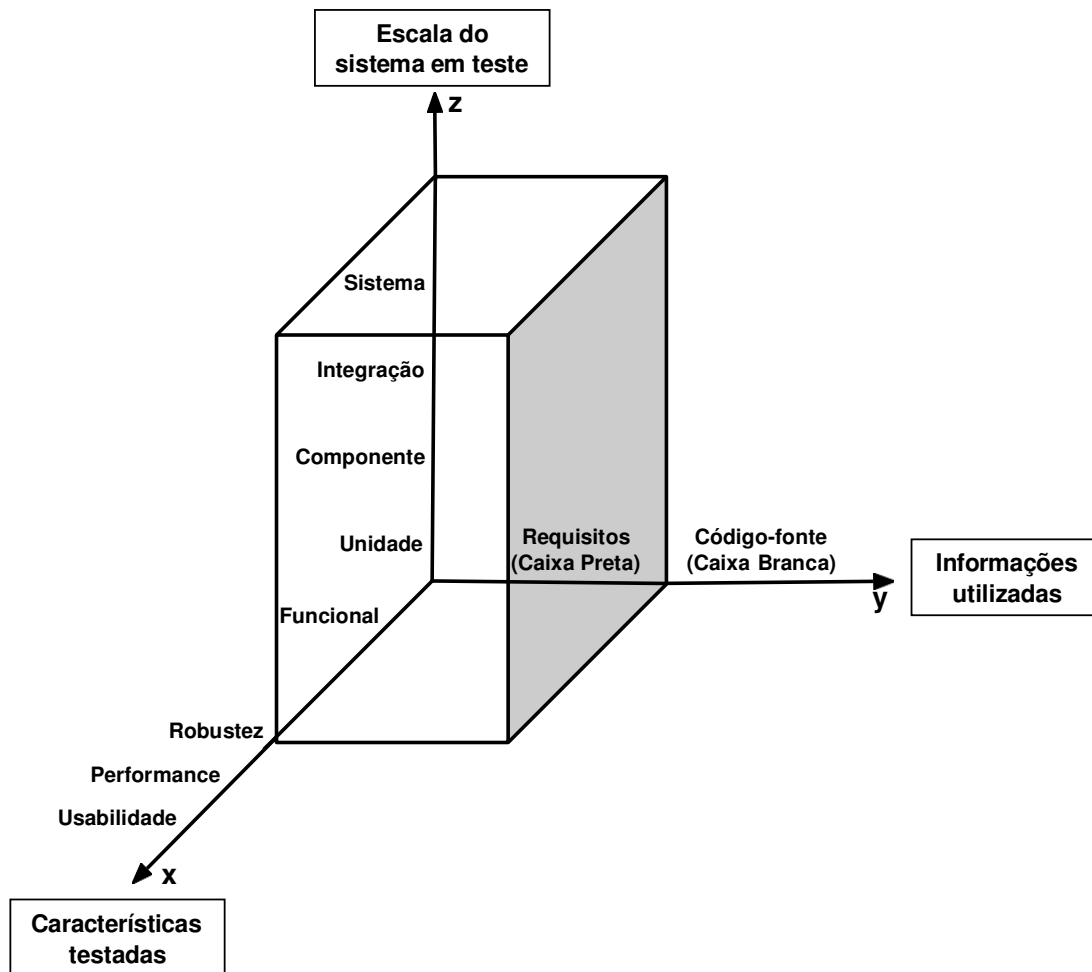 Escala do
sistema em teste
z
Sistema
Integração
Componente
Unidade
Requisitos
(Caixa Preta)
Código-fonte
(Caixa Branca)
Informações
utilizadas
y
Funcional
Robustez
Performance
Usabilidade
x
Características
testadas